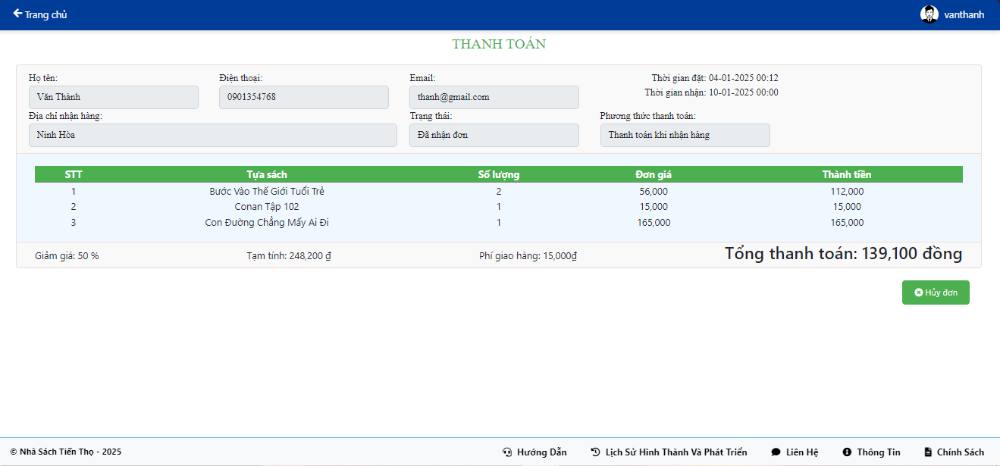 Trang chủ
vanthanh
THANH TOÁN
Họ tên:
Điện thoại:
Email:
Thời gian đặt: 04-01-2025 00:12
Văn Thành
0901354768
thanh@gmail.com
Thời gian nhận: 10-01-2025 00:00
Địa chỉ nhận hàng:
Trạng thái:
Phương thức thanh toán:
Ninh Hòa
Đã nhận đơn
Thanh toán khi nhận hàng
STT Tựa sách Số lượng Đơn giá Thành tiền
1 Bước Vào Thế Giới Tuổi Trẻ 2 56,000 112,000
2 Conan Tập 102 1 15,000 15,000
3 Con Đường Chẳng Mấy Ai Đi 1 165,000 165,000
Giảm giá: 50 % Tạm tính: 248,200 ₫ Phí giao hàng: 15,000₫ Tổng thanh toán: 139,100 đồng
Hủy đơn
© Nhà Sách Tiến Thọ - 2025
Hướng Dẫn
Lịch Sử Hình Thành Và Phát Triển
Liên Hệ
Thông Tin
Chính Sách